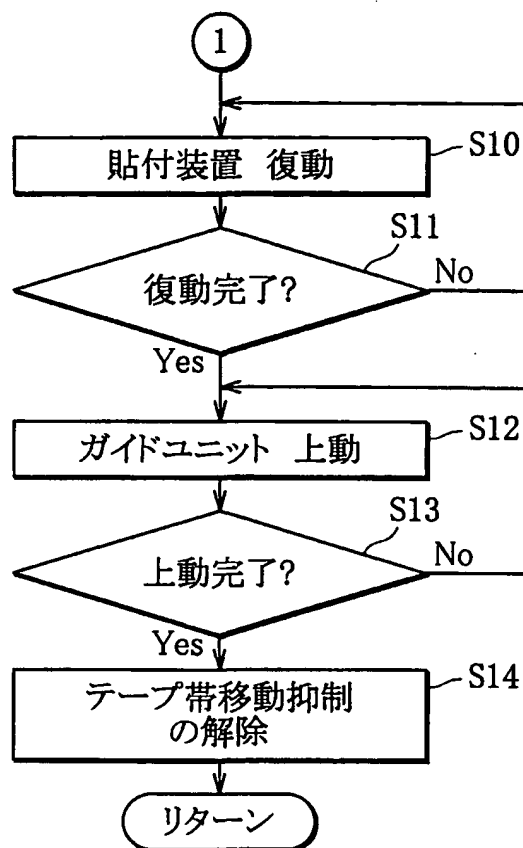 1
貼付装置 復動
S10
S11
復動完了?
No
Yes
ガイドユニット 上動
S12
S13
上動完了?
No
Yes
S14
テープ帯移動抑制
の解除
リターン